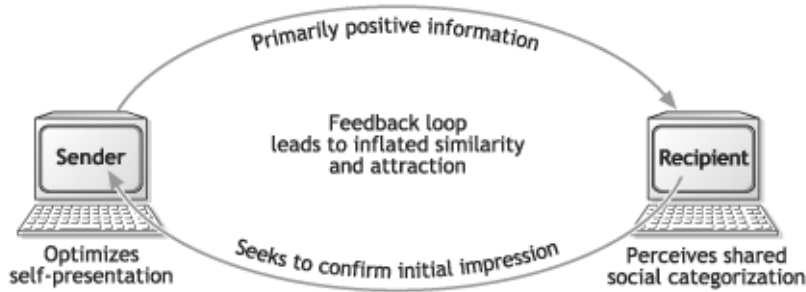 Primarily positive information
Feedback loop
leads to inflated similarity
and attraction
Sender
Recipient
Optimizes
self-presentation
Seeks to confirm initial impression
Perceives shared
social categorization